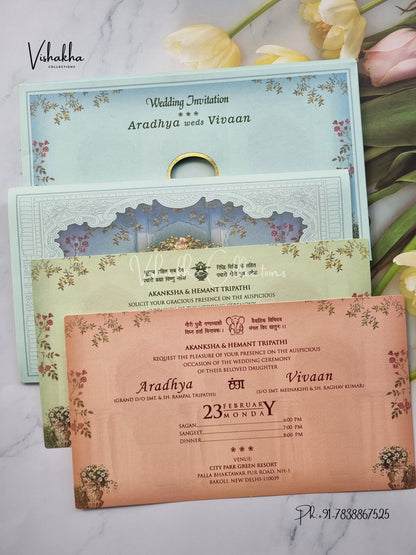 Vishakha
COLLECTIONS
Wedding Invitation
Aradhya weds Vivaan
AKANKSHA & HEMANT TRIPATHI
SOLICIT YOUR GRACIOUS PRESENCE ON THE AUSPICIOUS
AKANKSHA & HEMANT TRIPATHI
REQUEST THE PLEASURE OF YOUR PRESENCE ON THE AUSPICIOUS
OCCASION OF THE WEDDING CEREMONY
OF THEIR BELOVED DAUGHTER
Aradhya संग Vivaan
(GRAND D/O SMT. & SH. RAMPAL TRIPATHI) (S/O SMT. MEENAKSHI & SH. RAGHAV KUMAR)
23 FEBRUARY
MONDAY
SAGAN 6:00 PM
SANGEET 7:00 PM
DINNER 8:00 PM
VENUE:
CITY PARK GREEN RESORT
PALLA BHAKTAWAR PUR ROAD, NH-1
BAKOLI, NEW DELHI-110039
Ph.+91-7838867525